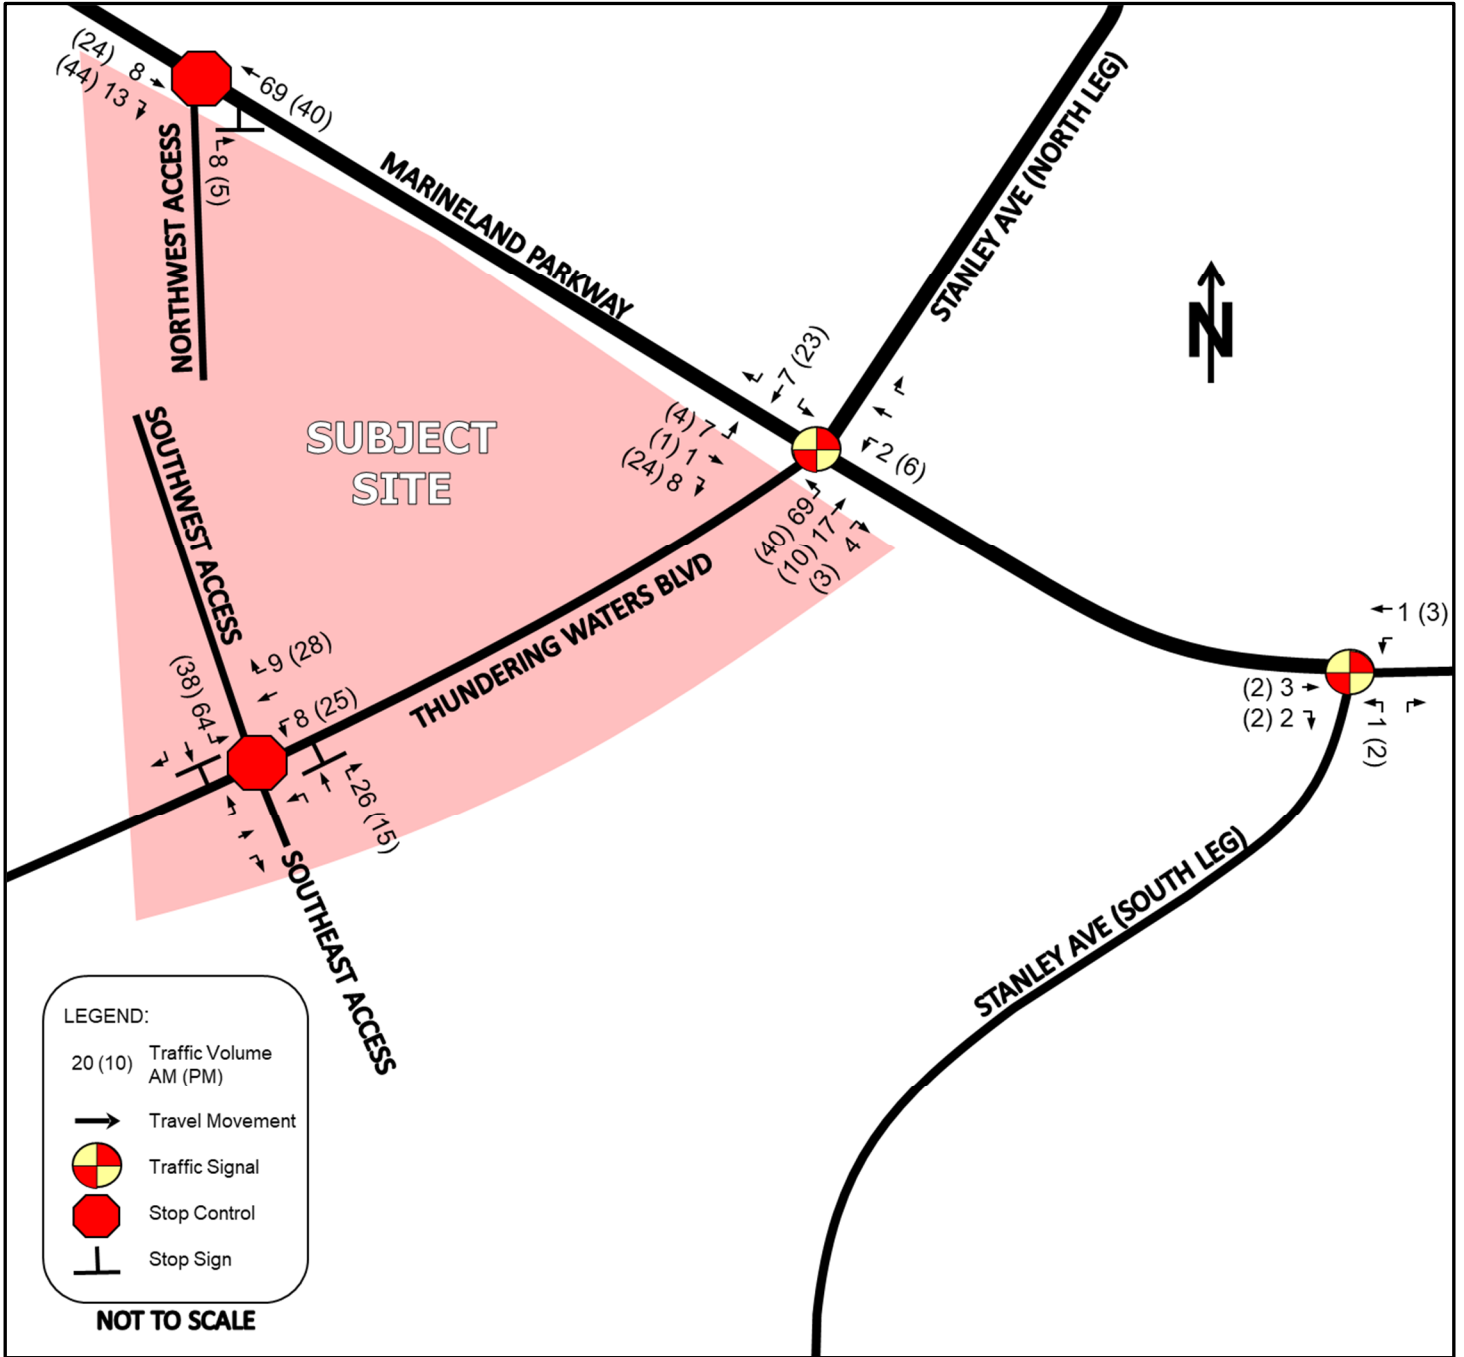 (24) 8
(44) 13
69 (40)
8 (5)
NORTHWEST ACCESS
MARINELAND PARKWAY
STANLEY AVE (NORTH LEG)
N
7 (23)
(4) 7
(1) 1
(24) 8
2 (6)
(40) 69
(10) 17
(3) 4
SUBJECT
SITE
SOUTHWEST ACCESS
THUNDERING WATERS BLVD
9 (28)
(38) 64
8 (25)
26 (15)
SOUTHEAST ACCESS
1 (3)
(2) 3
(2) 2
1 (2)
STANLEY AVE (SOUTH LEG)
LEGEND:
20 (10) Traffic Volume
AM (PM)
Travel Movement
Traffic Signal
Stop Control
Stop Sign
NOT TO SCALE